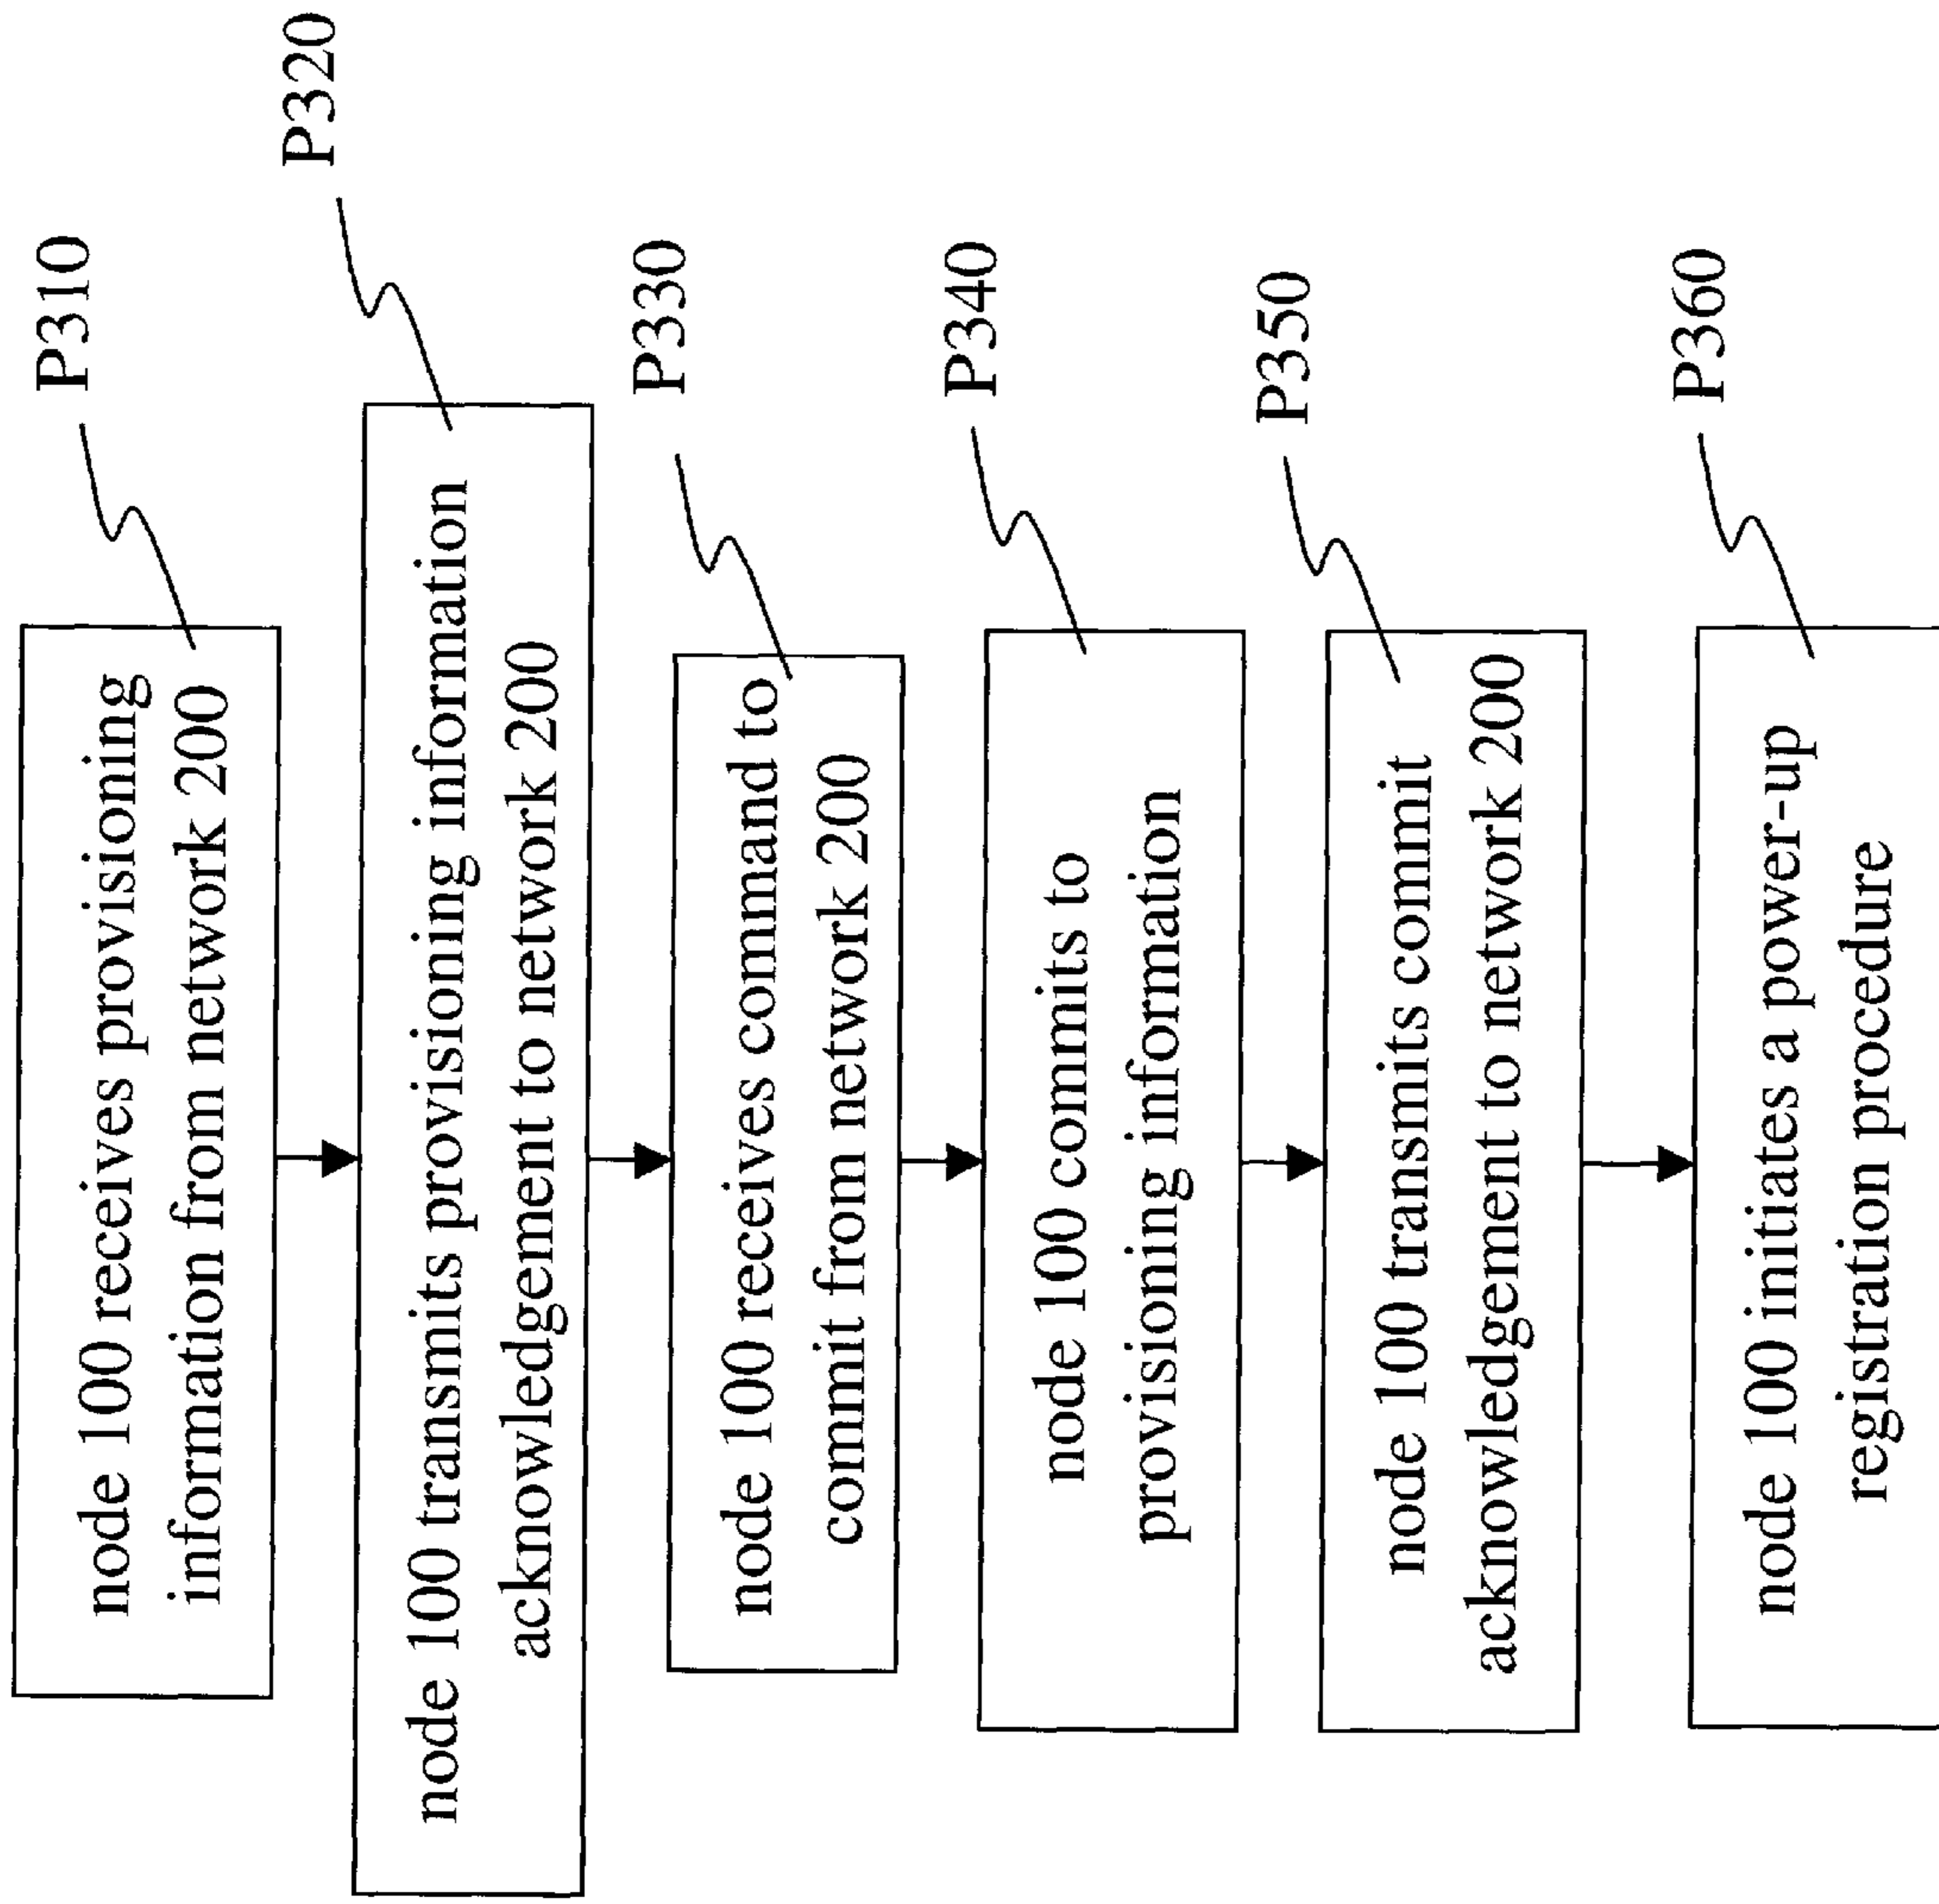 P310
node 100 receives provisioning
information from network 200
P320
node 100 transmits provisioning information
acknowledgement to network 200
P330
node 100 receives command to
commit from network 200
P340
node 100 commits to
provisioning information
P350
node 100 transmits commit
acknowledgement to network 200
P360
node 100 initiates a power-up
registration procedure